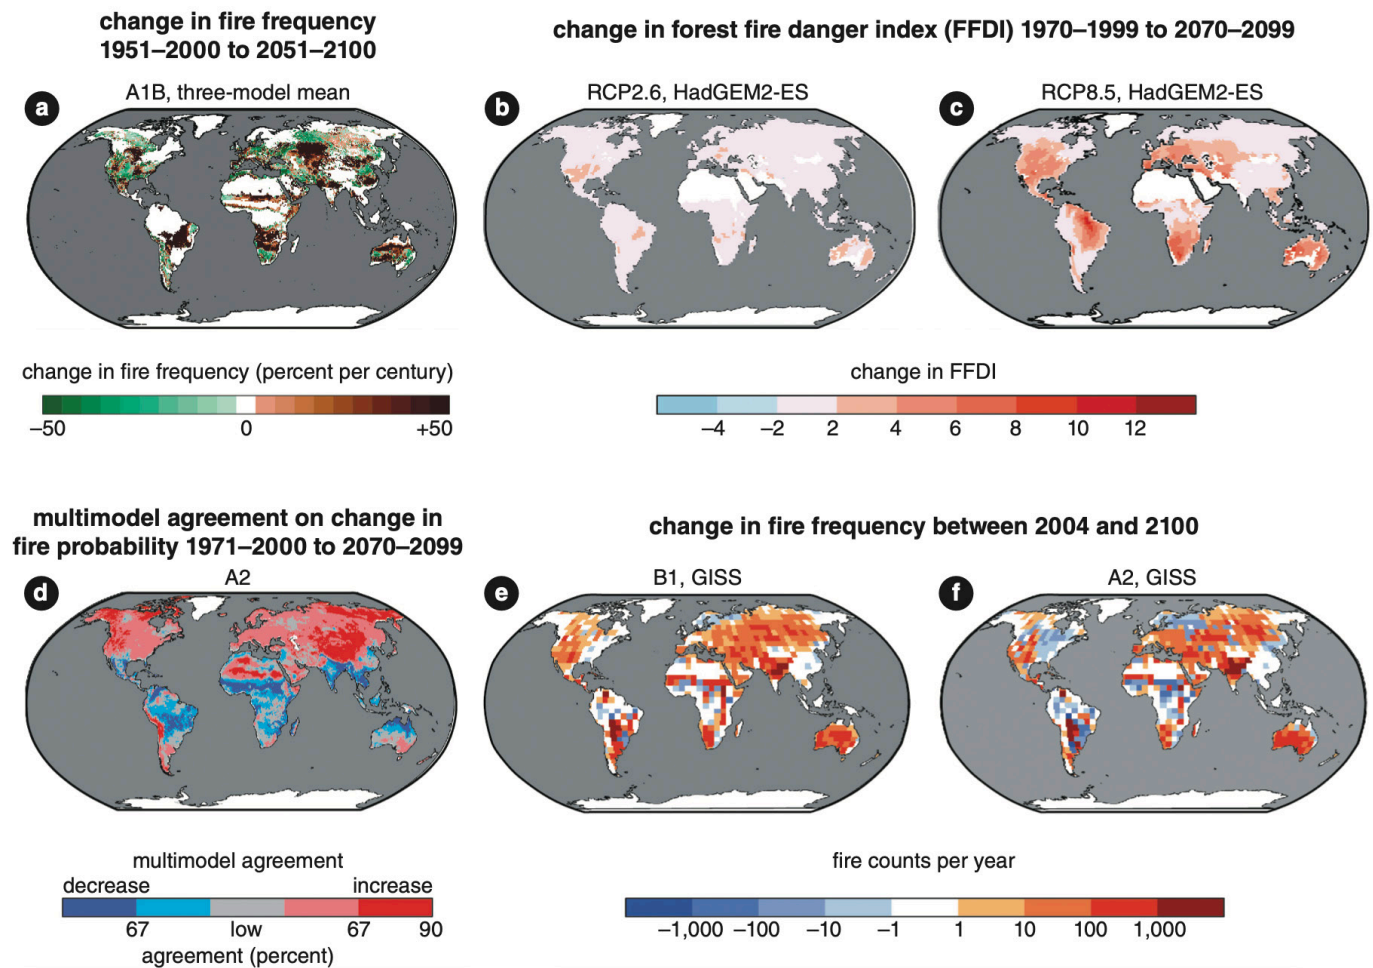 change in fire frequency
1951–2000 to 2051–2100
change in forest fire danger index (FFDI) 1970–1999 to 2070–2099
a
A1B, three-model mean
b
RCP2.6, HadGEM2-ES
c
RCP8.5, HadGEM2-ES
change in fire frequency (percent per century)
–50 0 +50
change in FFDI
–4 –2 2 4 6 8 10 12
multimodel agreement on change in
fire probability 1971–2000 to 2070–2099
change in fire frequency between 2004 and 2100
d
A2
e
B1, GISS
f
A2, GISS
multimodel agreement
decrease increase
67 low 67 90
agreement (percent)
fire counts per year
–1,000 –100 –10 –1 1 10 100 1,000